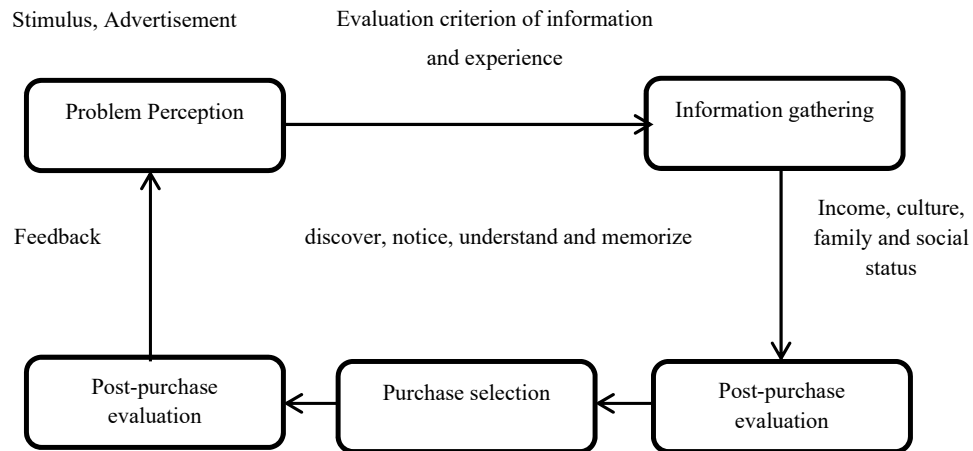 Stimulus, Advertisement
Evaluation criterion of information
and experience
Problem Perception
Information gathering
Feedback
discover, notice, understand and memorize
Income, culture,
family and social
status
Post-purchase
evaluation
Purchase selection
Post-purchase
evaluation